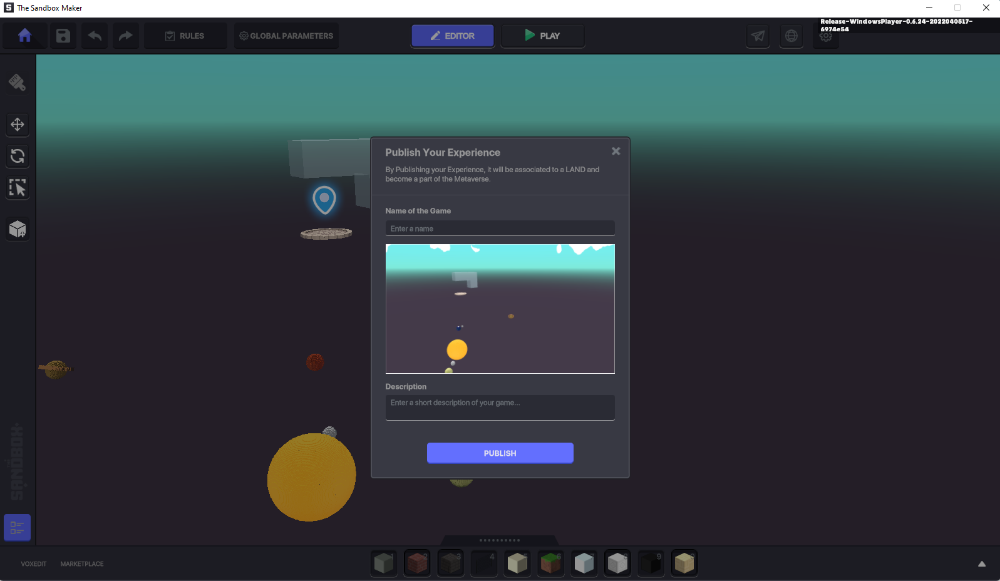 The Sandbox Maker
RULES
GLOBAL PARAMETERS
EDITOR
PLAY
Release-WindowsPlayer-0.6.24-2022040517-
6974e54
Publish Your Experience
By Publishing your Experience, it will be associated to a LAND and
become a part of the Metaverse.
Name of the Game
Enter a name
Description
Enter a short description of your game...
PUBLISH
THE SANDBOX
VOXEDIT
MARKETPLACE
1
2
3
4
5
6
7
8
9
0